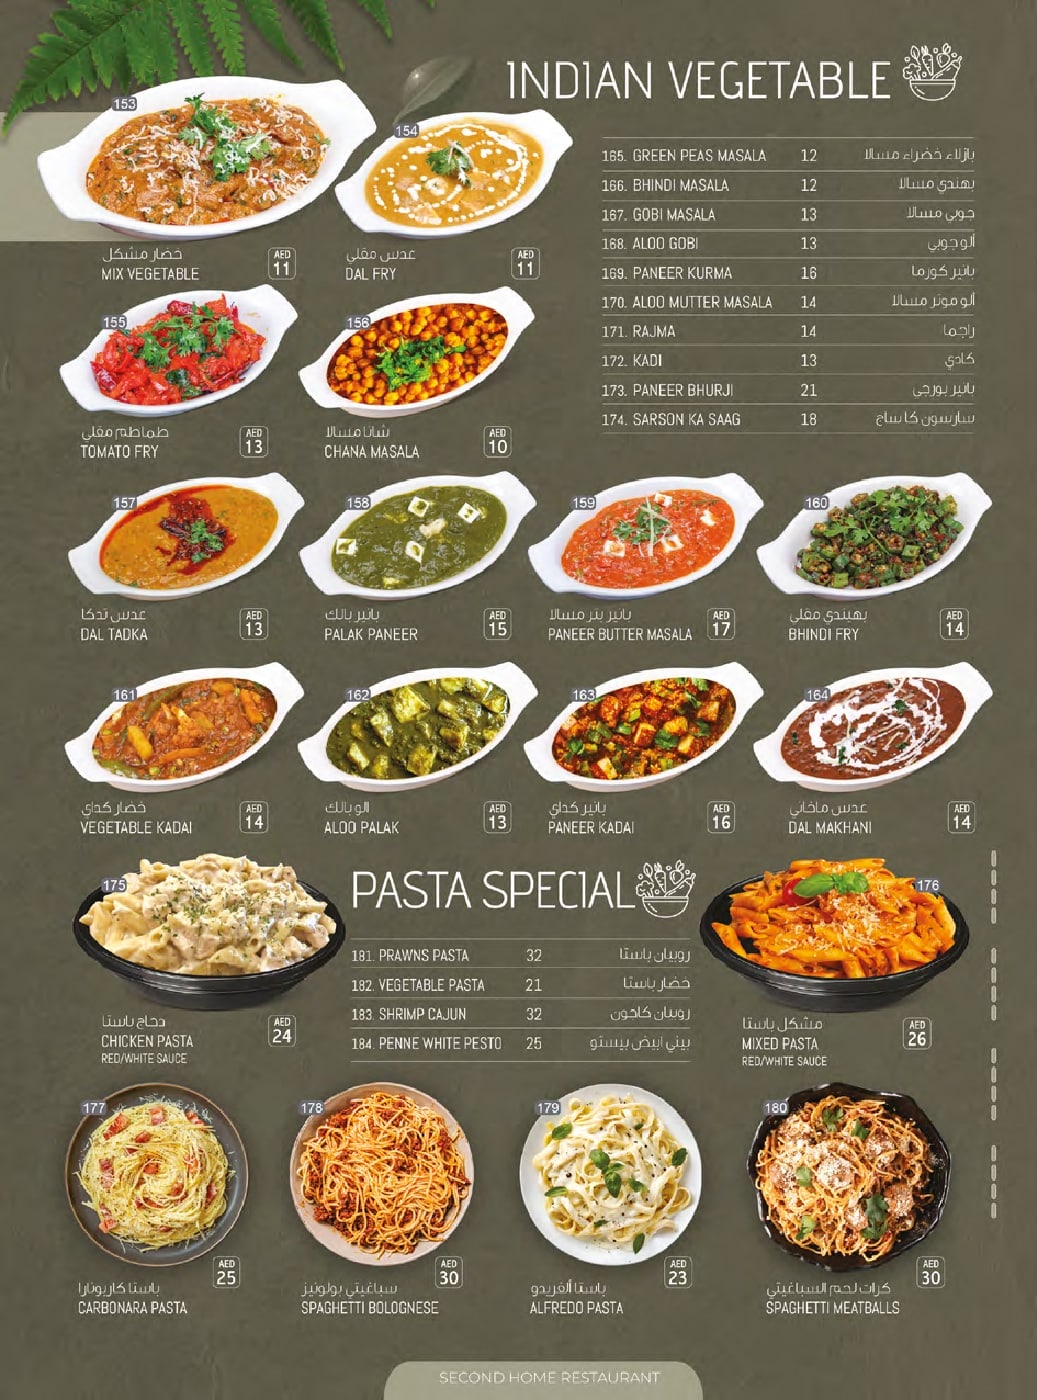 INDIAN VEGETABLE
153
خضار مشكل
MIX VEGETABLE
AED
11
154
عدس مقلي
DAL FRY
AED
11
165. GREEN PEAS MASALA 12 بازلاء خضراء مسالا
166. BHINDI MASALA 12 بهندي مسالا
167. GOBI MASALA 13 جوبي مسالا
168. ALOO GOBI 13 ألو جوبي
169. PANEER KURMA 16 بانير كورما
170. ALOO MUTTER MASALA 14 ألو موتر مسالا
171. RAJMA 14 راجما
172. KADI 13 كادي
173. PANEER BHURJI 21 بانير بورجي
174. SARSON KA SAAG 18 سارسون كا ساج
155
طماطم مقلي
TOMATO FRY
AED
13
156
شانا مسالا
CHANA MASALA
AED
10
157
عدس تدكا
DAL TADKA
AED
13
158
بانير بالك
PALAK PANEER
AED
15
159
بانير بتر مسالا
PANEER BUTTER MASALA
AED
17
160
بهيندي مقلي
BHINDI FRY
AED
14
161
خضار كداي
VEGETABLE KADAI
AED
14
162
الو بالك
ALOO PALAK
AED
13
163
بانير كداي
PANEER KADAI
AED
16
164
عدس ماخاني
DAL MAKHANI
AED
14
PASTA SPECIAL
175
دجاج باستا
CHICKEN PASTA
RED/WHITE SAUCE
AED
24
181. PRAWNS PASTA 32 روبيان باستا
182. VEGETABLE PASTA 21 خضار باستا
183. SHRIMP CAJUN 32 روبيان كاجون
184. PENNE WHITE PESTO 25 بيني أبيض بيستو
176
مشكل باستا
MIXED PASTA
RED/WHITE SAUCE
AED
26
177
باستا كاربونارا
CARBONARA PASTA
AED
25
178
سباغيتي بولونيز
SPAGHETTI BOLOGNESE
AED
30
179
باستا ألفريدو
ALFREDO PASTA
AED
23
180
كرات لحم السباغيتي
SPAGHETTI MEATBALLS
AED
30
SECOND HOME RESTAURANT